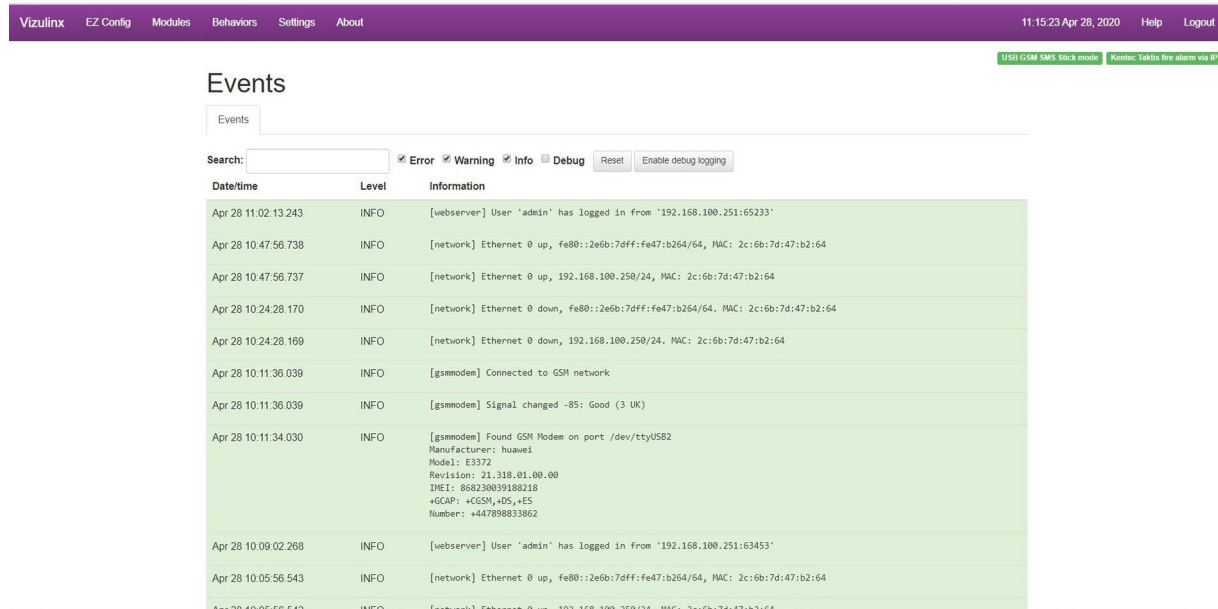 Vizulinx EZ Config Modules Behaviors Settings About 11:15:23 Apr 28, 2020 Help Logout
USB GSM SMS Stick mode Kentec Taktis fire alarm via IP
Events
Events
Search: Error Warning Info Debug Reset Enable debug logging
Date/time Level Information
Apr 28 11:02:13.243 INFO [webserver] User 'admin' has logged in from '192.168.100.251:65233'
Apr 28 10:47:56.738 INFO [network] Ethernet 0 up, fe80::2e6b:7dff:fe47:b264/64, MAC: 2c:6b:7d:47:b2:64
Apr 28 10:47:56.737 INFO [network] Ethernet 0 up, 192.168.100.250/24, MAC: 2c:6b:7d:47:b2:64
Apr 28 10:24:28.170 INFO [network] Ethernet 0 down, fe80::2e6b:7dff:fe47:b264/64. MAC: 2c:6b:7d:47:b2:64
Apr 28 10:24:28.169 INFO [network] Ethernet 0 down, 192.168.100.250/24. MAC: 2c:6b:7d:47:b2:64
Apr 28 10:11:36.039 INFO [gsmmodem] Connected to GSM network
Apr 28 10:11:36.039 INFO [gsmmodem] Signal changed -85: Good (3 UK)
Apr 28 10:11:34.030 INFO [gsmmodem] Found GSM Modem on port /dev/ttyUSB2
Manufacturer: huawei
Model: E3372
Revision: 21.318.01.00.00
IMEI: 868230039188218
+GCAP: +CGSM,+DS,+ES
Number: +447898833862
Apr 28 10:09:02.268 INFO [webserver] User 'admin' has logged in from '192.168.100.251:63453'
Apr 28 10:05:56.543 INFO [network] Ethernet 0 up, fe80::2e6b:7dff:fe47:b264/64, MAC: 2c:6b:7d:47:b2:64